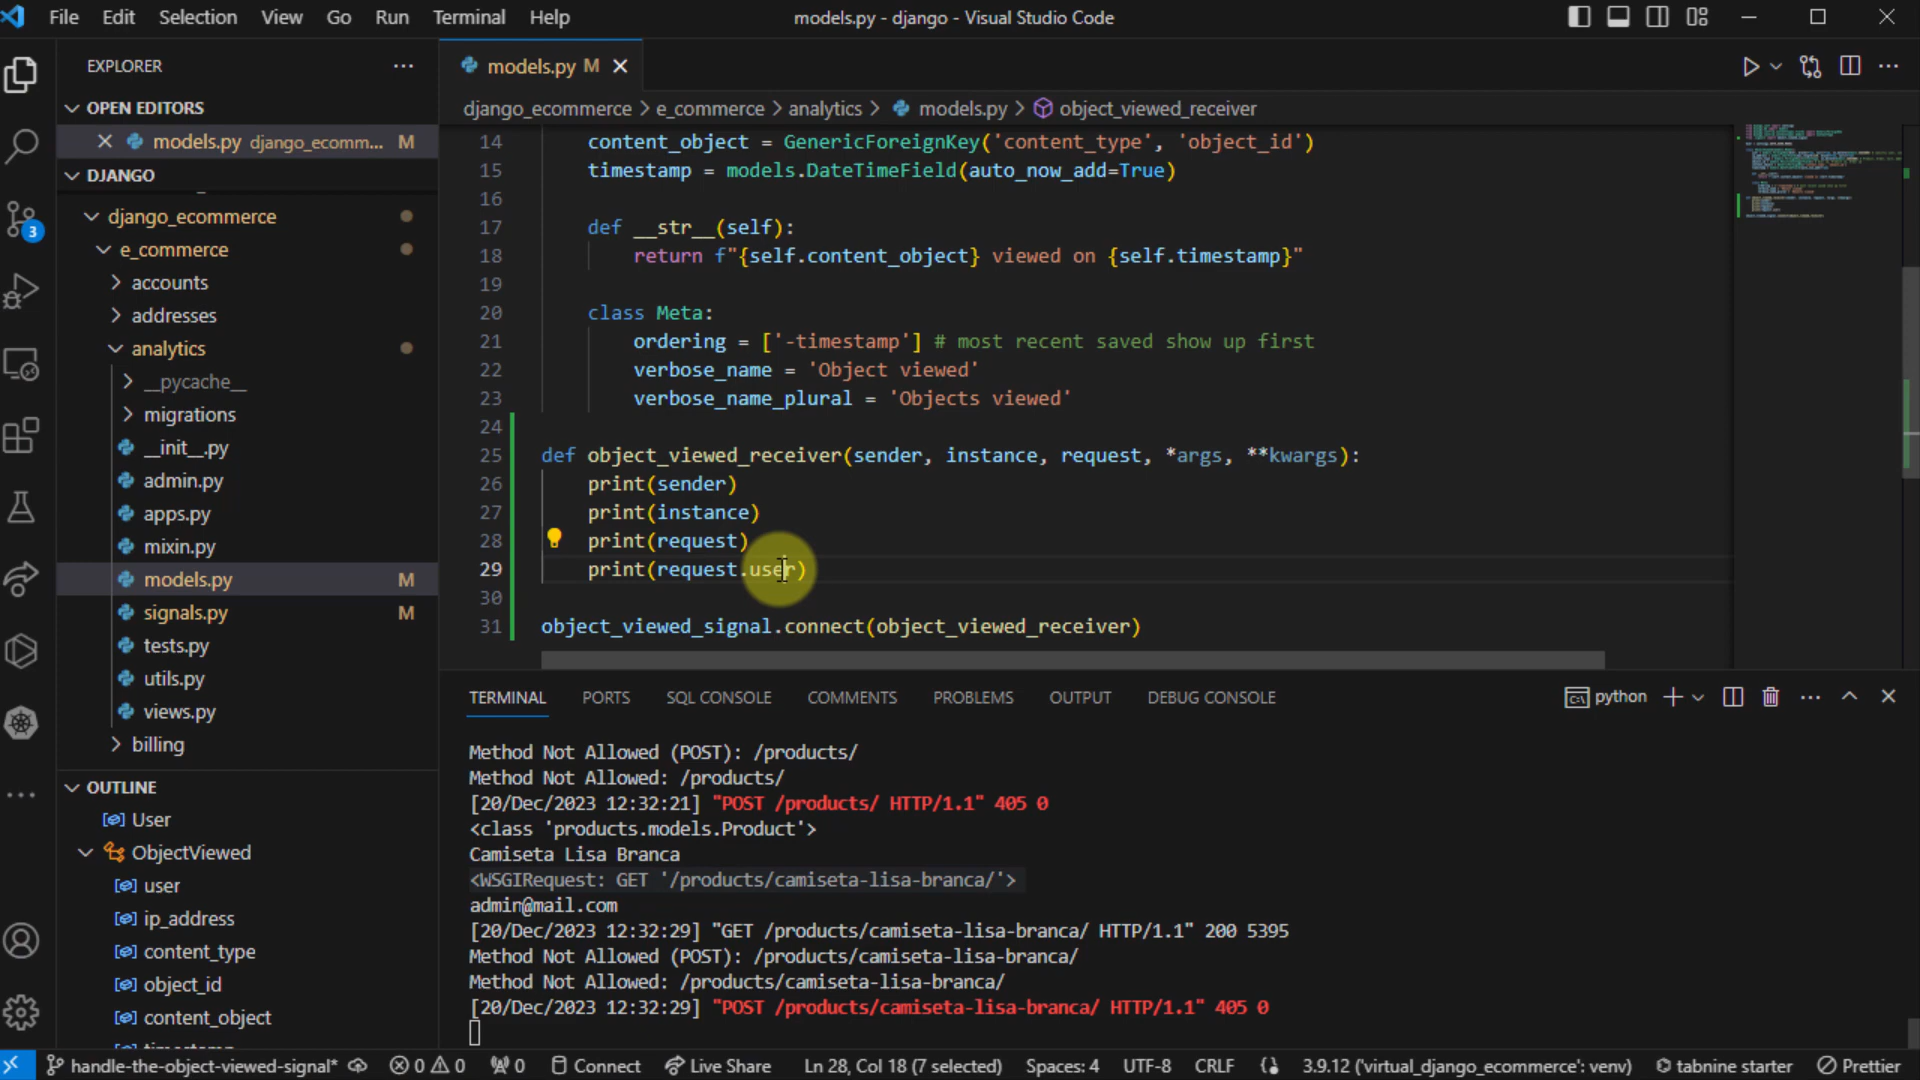 File Edit Selection View Go Run Terminal Help
models.py - django - Visual Studio Code
EXPLORER
OPEN EDITORS
models.py django_ecomm... M
DJANGO
django_ecommerce
e_commerce
accounts
addresses
analytics
__pycache__
migrations
__init__.py
admin.py
apps.py
mixin.py
models.py M
signals.py M
tests.py
utils.py
views.py
billing
OUTLINE
User
ObjectViewed
user
ip_address
content_type
object_id
content_object
timestamp
3
models.py M
django_ecommerce > e_commerce > analytics > models.py > object_viewed_receiver
14 content_object = GenericForeignKey('content_type', 'object_id')
15 timestamp = models.DateTimeField(auto_now_add=True)
16
17 def __str__(self):
18 return f"{self.content_object} viewed on {self.timestamp}"
19
20 class Meta:
21 ordering = ['-timestamp'] # most recent saved show up first
22 verbose_name = 'Object viewed'
23 verbose_name_plural = 'Objects viewed'
24
25 def object_viewed_receiver(sender, instance, request, *args, **kwargs):
26 print(sender)
27 print(instance)
28 print(request)
29 print(request.user)
30
31 object_viewed_signal.connect(object_viewed_receiver)
TERMINAL PORTS SQL CONSOLE COMMENTS PROBLEMS OUTPUT DEBUG CONSOLE
python
Method Not Allowed (POST): /products/
Method Not Allowed: /products/
[20/Dec/2023 12:32:21] "POST /products/ HTTP/1.1" 405 0
<class 'products.models.Product'>
Camiseta Lisa Branca
<WSGIRequest: GET '/products/camiseta-lisa-branca/'>
admin@mail.com
[20/Dec/2023 12:32:29] "GET /products/camiseta-lisa-branca/ HTTP/1.1" 200 5395
Method Not Allowed (POST): /products/camiseta-lisa-branca/
Method Not Allowed: /products/camiseta-lisa-branca/
[20/Dec/2023 12:32:29] "POST /products/camiseta-lisa-branca/ HTTP/1.1" 405 0
handle-the-object-viewed-signal* 0 0 0 Connect Live Share Ln 28, Col 18 (7 selected) Spaces: 4 UTF-8 CRLF 3.9.12 ('virtual_django_ecommerce': venv) tabnine starter Prettier